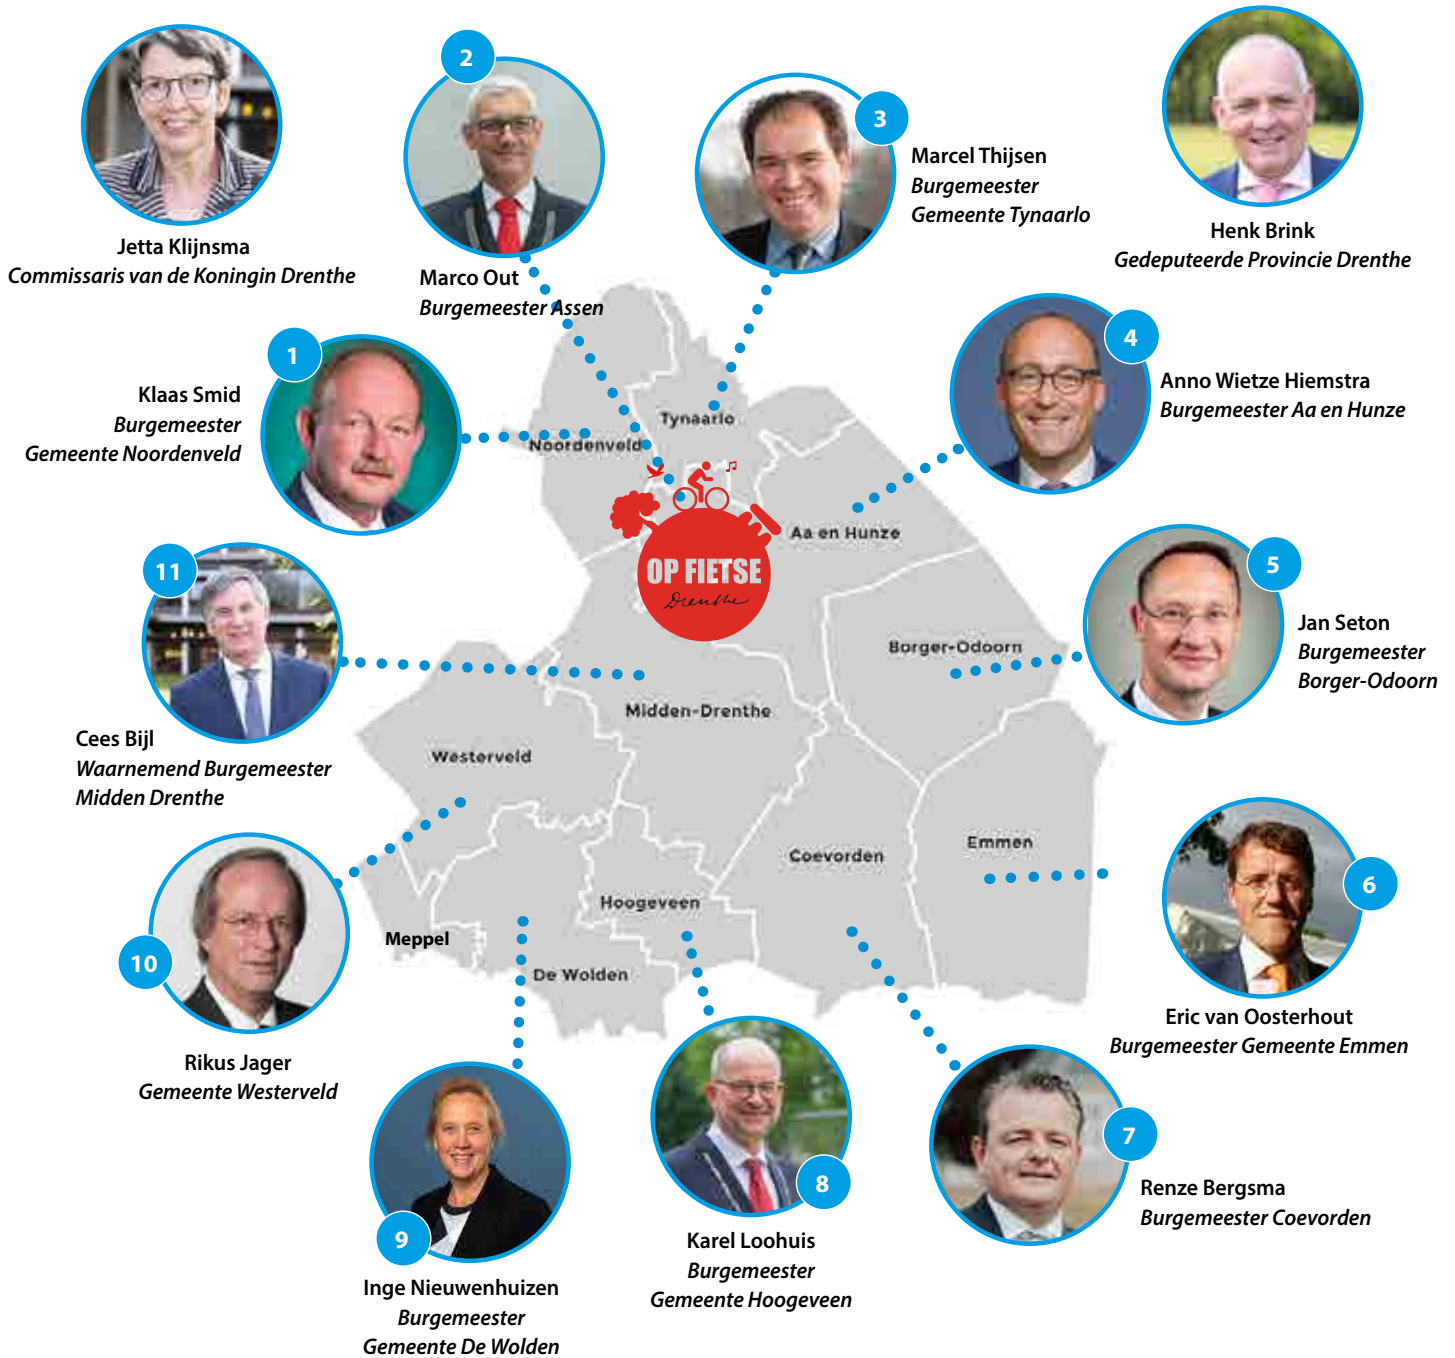 Jetta Klijnsma
Commissaris van de Koningin Drenthe
2
Marco Out
Burgemeester Assen
3
Marcel Thijsen
Burgemeester
Gemeente Tynaarlo
Henk Brink
Gedeputeerde Provincie Drenthe
1
Klaas Smid
Burgemeester
Gemeente Noordenveld
4
Anno Wietze Hiemstra
Burgemeester Aa en Hunze
Tynaarlo
Noordenveld
Aa en Hunze
OP FIETSE
Drenthe
11
Cees Bijl
Waarnemend Burgemeester
Midden Drenthe
5
Jan Seton
Burgemeester
Borger-Odoorn
Borger-Odoorn
Midden-Drenthe
Westerveld
Coevorden
Emmen
Hoogeveen
Meppel
De Wolden
10
Rikus Jager
Gemeente Westerveld
6
Eric van Oosterhout
Burgemeester Gemeente Emmen
9
Inge Nieuwenhuizen
Burgemeester
Gemeente De Wolden
8
Karel Loohuis
Burgemeester
Gemeente Hoogeveen
7
Renze Bergsma
Burgemeester Coevorden